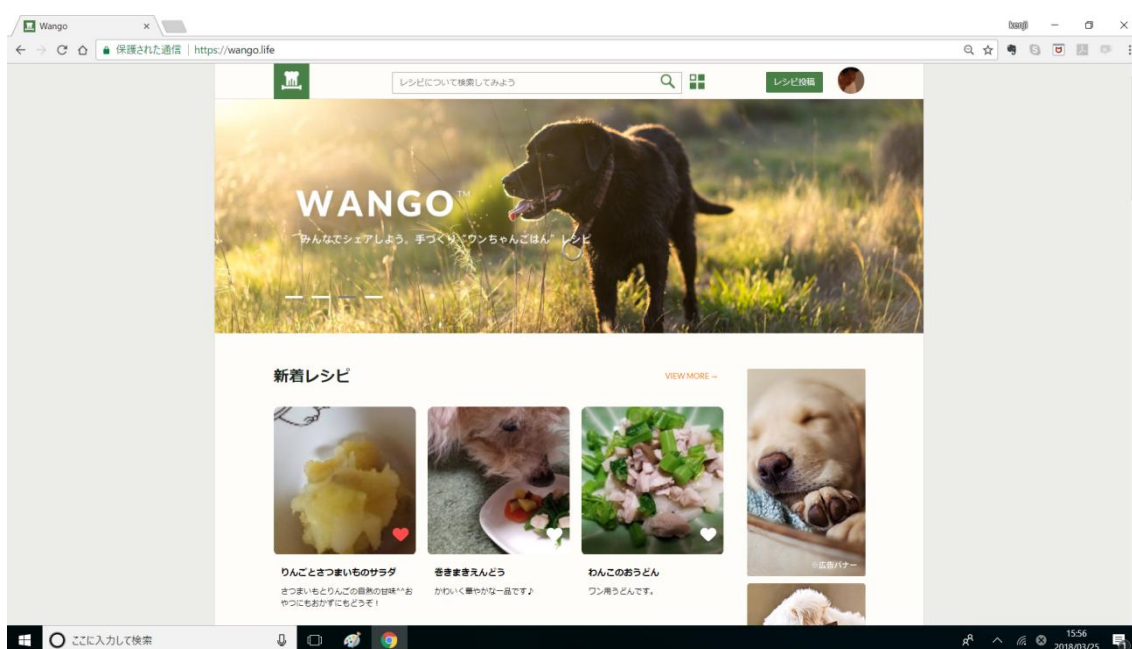 Wango
kenji
保護された通信
https://wango.life
レシピについて検索してみよう
レシピ投稿
WANGO™
みんなでシェアしよう。手づくり“ワンちゃんごはん”レシピ
新着レシピ
VIEW MORE →
※広告バナー
りんごとさつまいものサラダ
さつまいもとりんごの自然の甘味^^お
やつにもおかずにもどうぞ！
巻きまきえんどう
かわいく華やかな一品です♪
わんこのおうどん
ワン用うどんです。
ここに入力して検索
15:56
2018/03/25